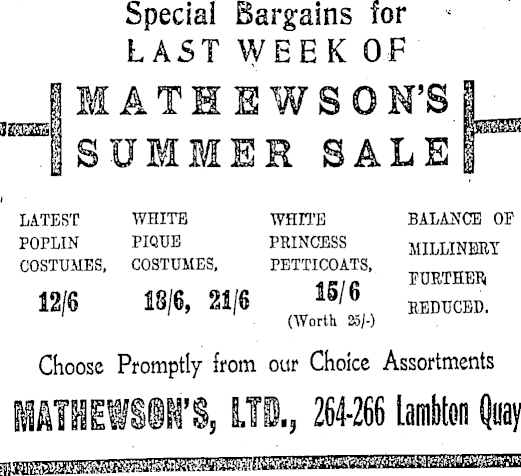 Special Bargains for
LAST WEEK OF
MATHEWSON'S
SUMMER SALE
LATEST
POPLIN
COSTUMES,
12/6
WHITE
PIQUE
COSTUMES,
18/6, 21/6
WHITE
PRINCESS
PETTICOATS,
15/6
(Worth 25/-)
BALANCE OF
MILLINERY
FURTHER
REDUCED.
Choose Promptly from our Choice Assortments
MATHEWSON'S, LTD., 264-266 Lambton Quay